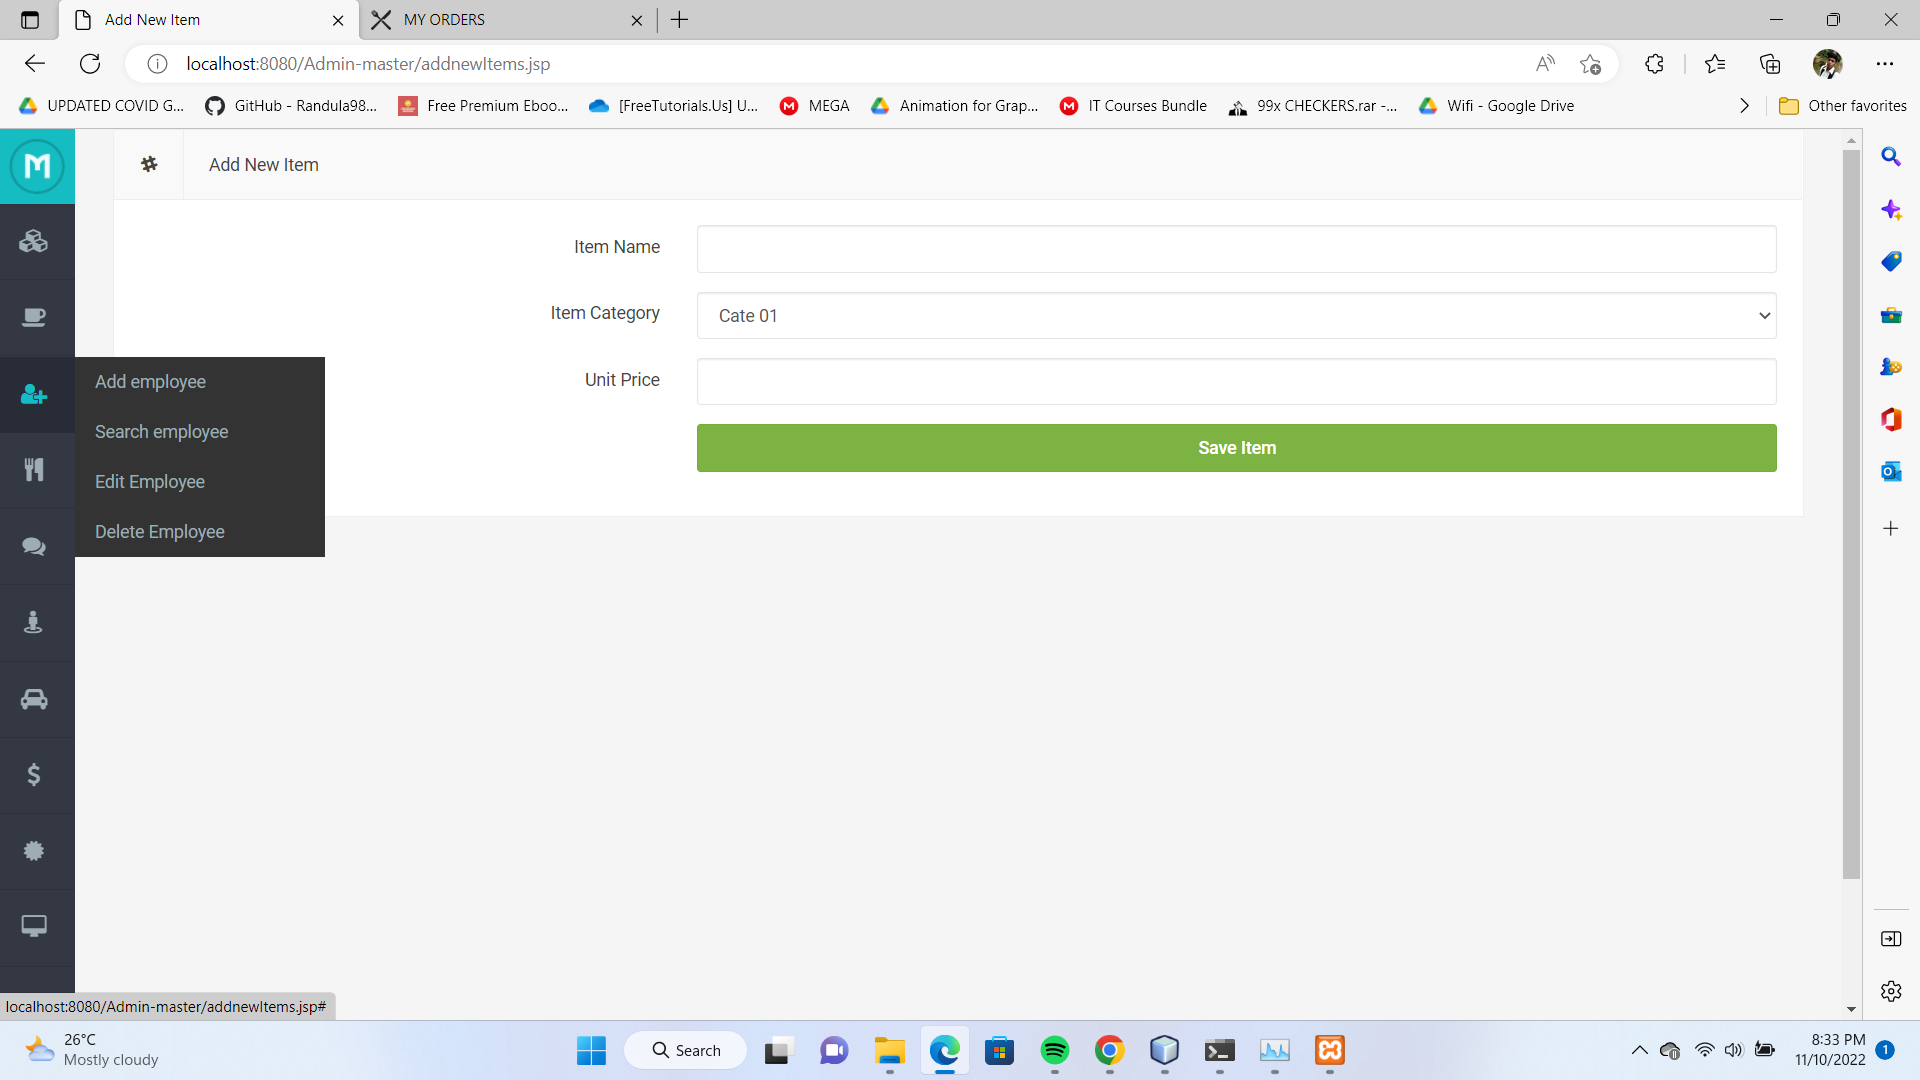 Add New Item
MY ORDERS
localhost:8080/Admin-master/addnewItems.jsp
UPDATED COVID G...
GitHub - Randula98...
Free Premium Eboo...
[FreeTutorials.Us] U...
MEGA
Animation for Grap...
IT Courses Bundle
99x CHECKERS.rar -...
Wifi - Google Drive
Other favorites
M
Add New Item
Item Name
Item Category
Cate 01
Unit Price
Save Item
Add employee
Search employee
Edit Employee
Delete Employee
localhost:8080/Admin-master/addnewItems.jsp#
26°C
Mostly cloudy
Search
8:33 PM
11/10/2022
1